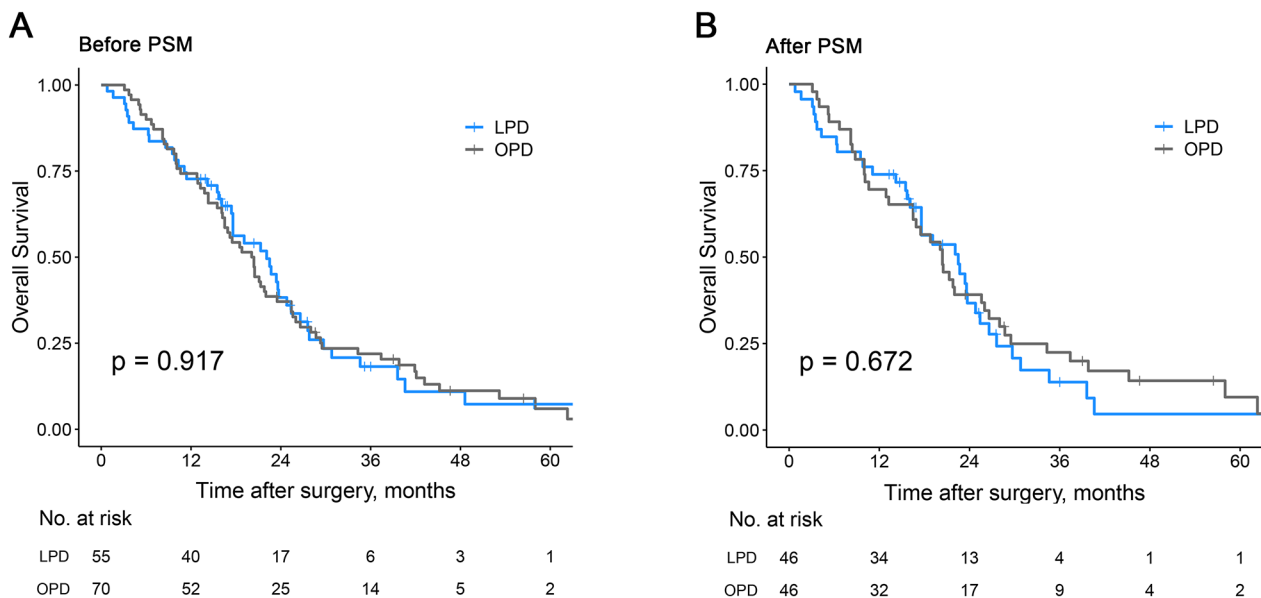 A
Before PSM
1.00
0.75
0.50
0.25
0.00
Overall Survival
LPD
OPD
p = 0.917
0 12 24 36 48 60
Time after surgery, months
No. at risk
LPD 55 40 17 6 3 1
OPD 70 52 25 14 5 2
B
After PSM
1.00
0.75
0.50
0.25
0.00
Overall Survival
LPD
OPD
p = 0.672
0 12 24 36 48 60
Time after surgery, months
No. at risk
LPD 46 34 13 4 1 1
OPD 46 32 17 9 4 2